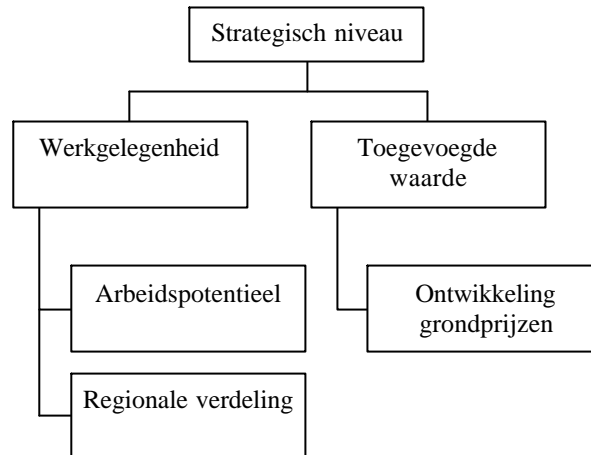 Strategisch niveau
Werkgelegenheid
Toegevoegde
waarde
Arbeidspotentieel
Ontwikkeling
grondprijzen
Regionale verdeling